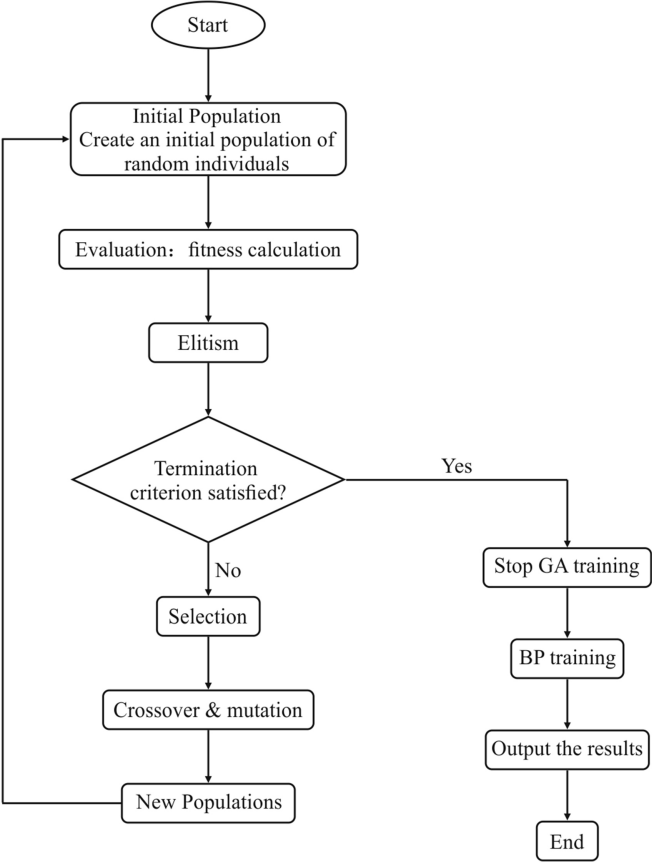 Start
Initial Population
Create an initial population of
random individuals
Evaluation：fitness calculation
Elitism
Termination
criterion satisfied?
Yes
No
Stop GA training
Selection
BP training
Crossover & mutation
Output the results
New Populations
End